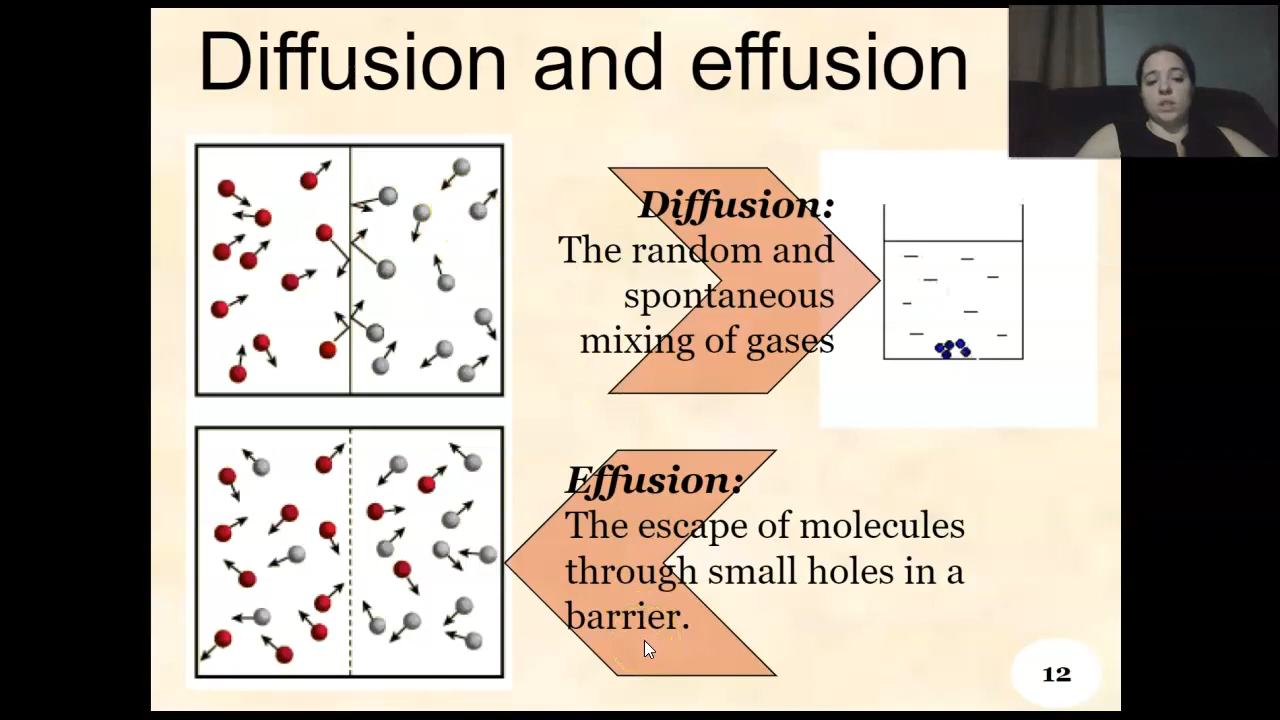 Diffusion and effusion
Diffusion:
The random and
spontaneous
mixing of gases
Effusion:
The escape of molecules
through small holes in a
barrier.
12